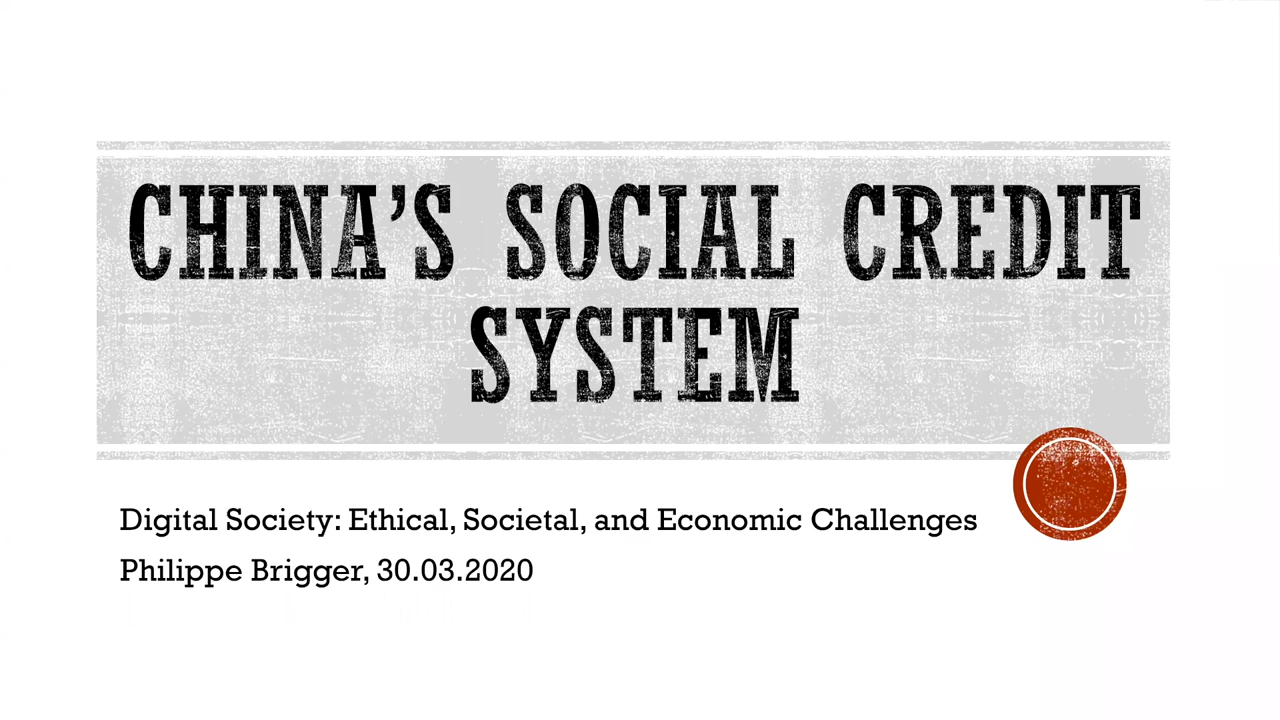 CHINA’S SOCIAL CREDIT
SYSTEM
Digital Society: Ethical, Societal, and Economic Challenges
Philippe Brigger, 30.03.2020